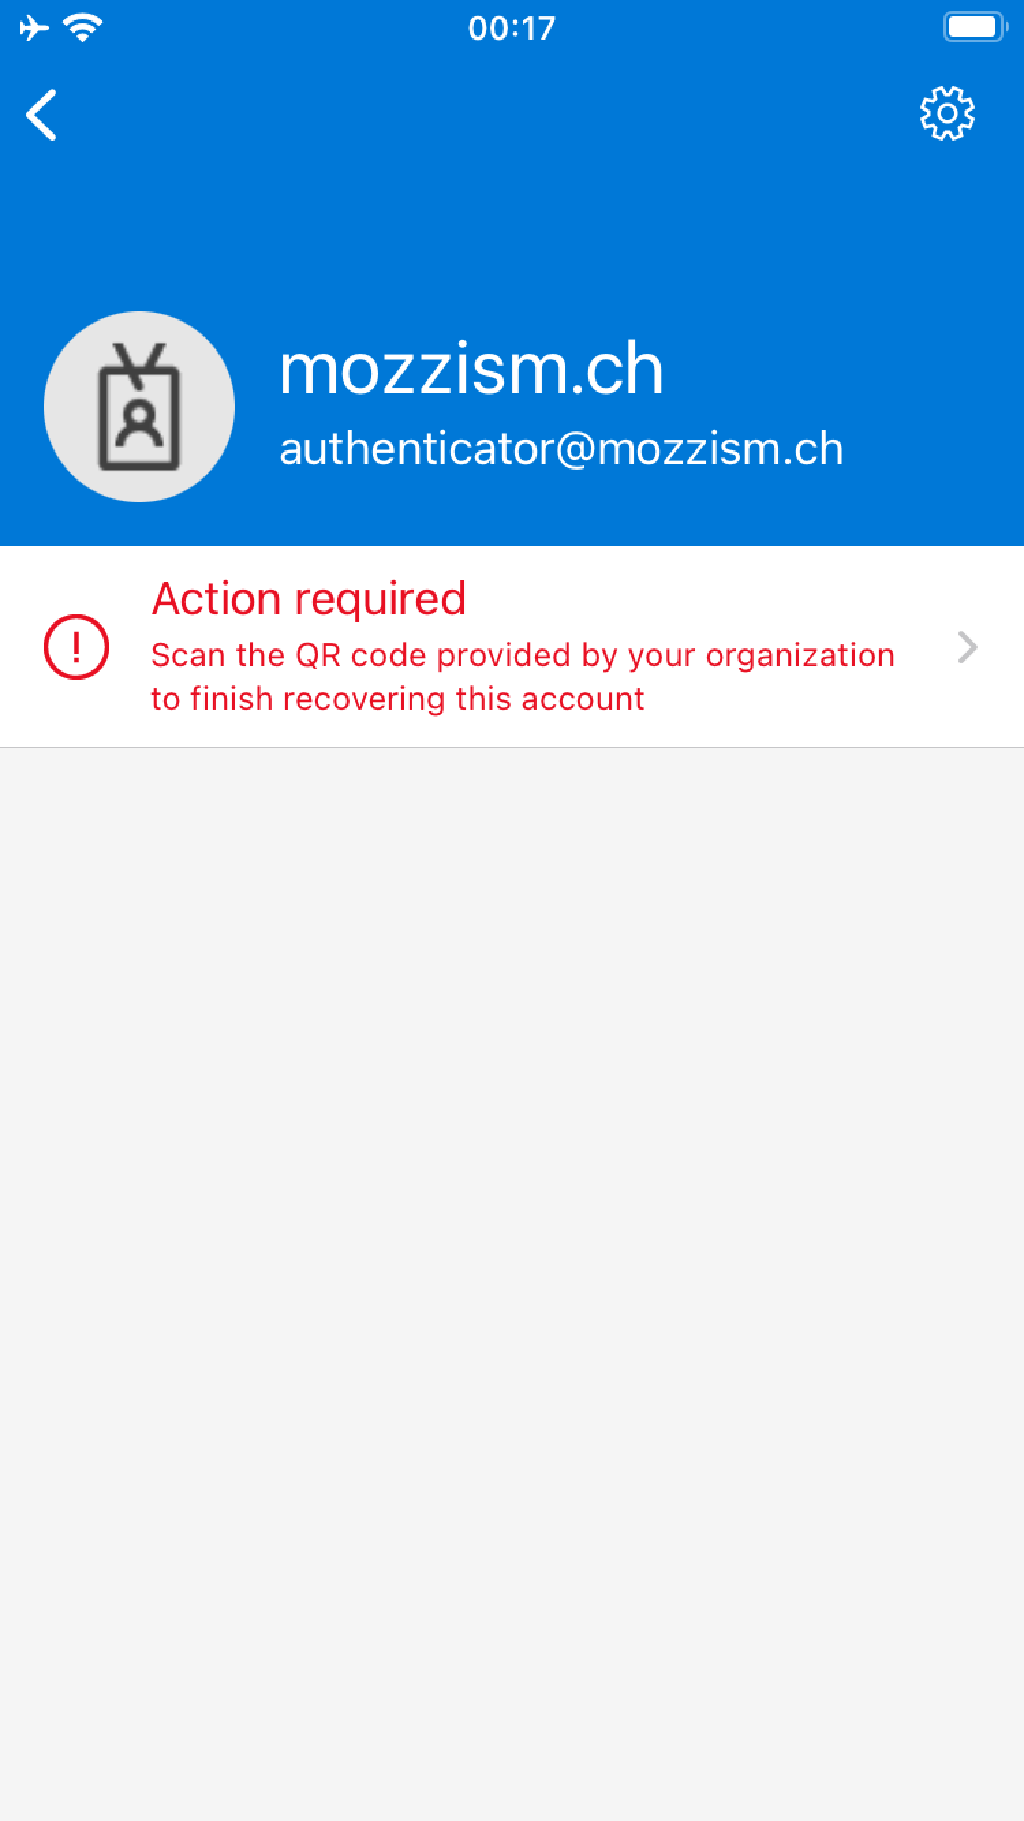 00:17
mozzism.ch
authenticator@mozzism.ch
Action required
Scan the QR code provided by your organization
to finish recovering this account